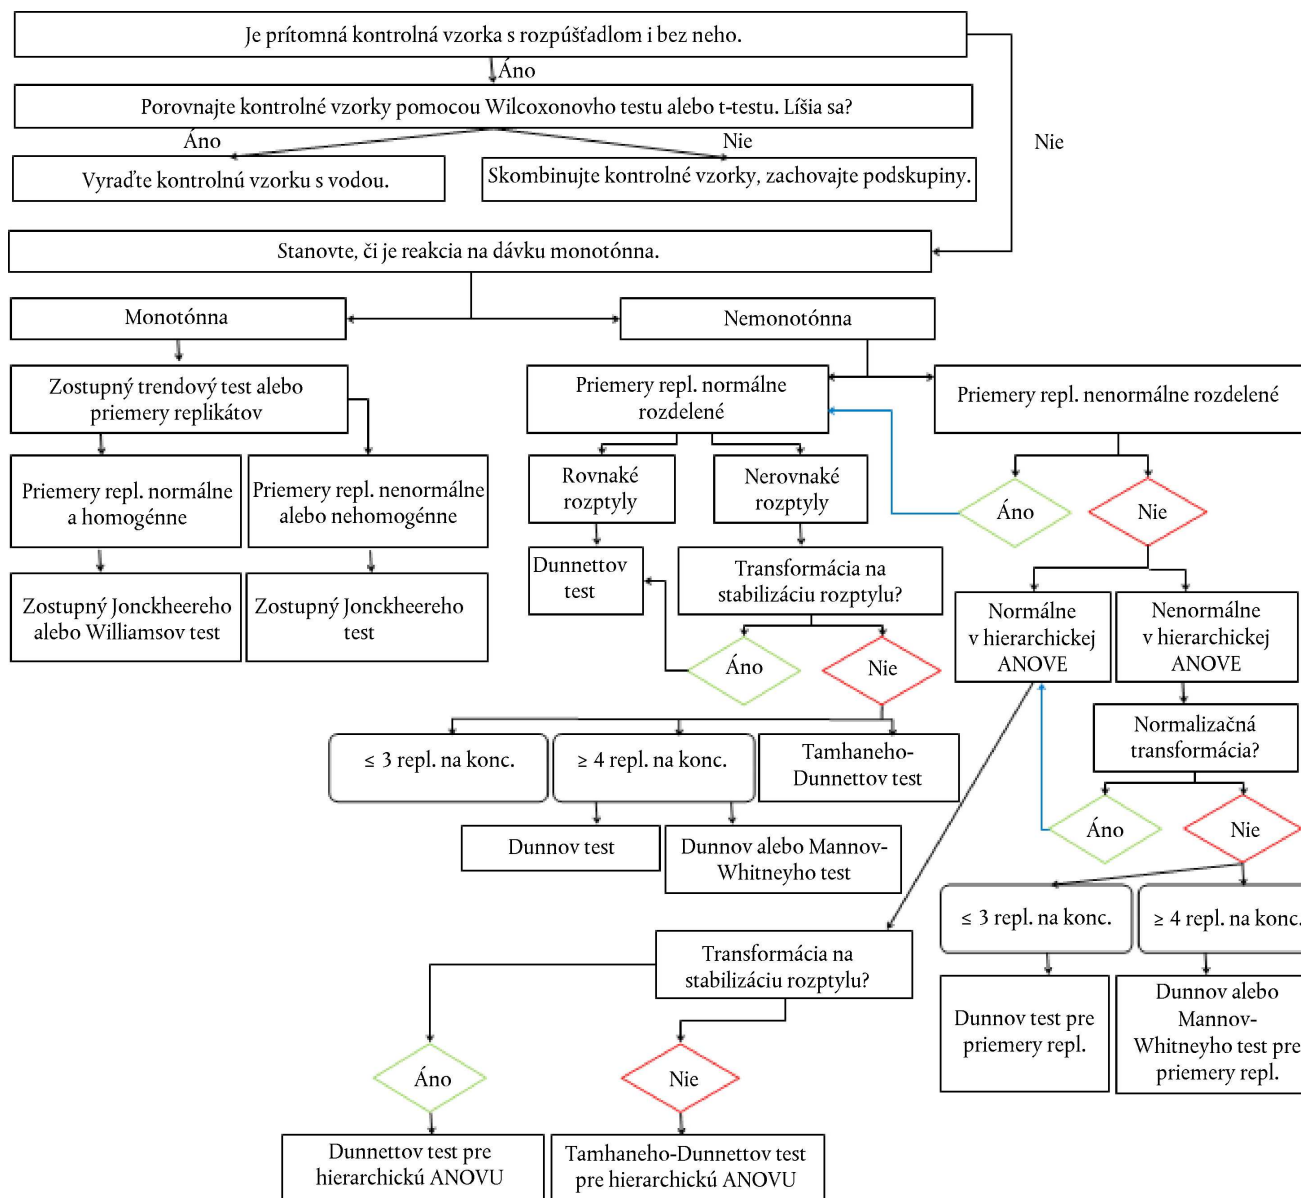 Je prítomná kontrolná vzorka s rozpúšťadlom i bez neho.
Áno
Porovnajte kontrolné vzorky pomocou Wilcoxonovho testu alebo t-testu. Líšia sa?
Áno
Nie
Nie
Vyraďte kontrolnú vzorku s vodou.
Skombinujte kontrolné vzorky, zachovajte podskupiny.
Stanovte, či je reakcia na dávku monotónna.
Monotónna
Nemonotónna
Zostupný trendový test alebo
priemery replikátov
Priemery repl. normálne
rozdelené
Priemery repl. nenormálne rozdelené
Priemery repl. normálne
a homogénne
Priemery repl. nenormálne
alebo nehomogénne
Rovnaké
rozptyly
Nerovnaké
rozptyly
Áno
Nie
Zostupný Jonckheereho
alebo Williamsov test
Zostupný Jonckheereho
test
Dunnettov
test
Transformácia na
stabilizáciu rozptylu?
Normálne
v hierarchickej
ANOVE
Nenormálne
v hierarchickej
ANOVE
Áno
Nie
Normalizačná
transformácia?
≤ 3 repl. na konc.
≥ 4 repl. na konc.
Tamhaneho-
Dunnettov test
Áno
Nie
Dunnov test
Dunnov alebo Mannov-
Whitneyho test
≤ 3 repl. na konc.
≥ 4 repl. na konc.
Transformácia na
stabilizáciu rozptylu?
Dunnov test pre
priemery repl.
Dunnov alebo
Mannov-
Whitneyho test pre
priemery repl.
Áno
Nie
Dunnettov test pre
hierarchickú ANOVU
Tamhaneho-Dunnettov test
pre hierarchickú ANOVU